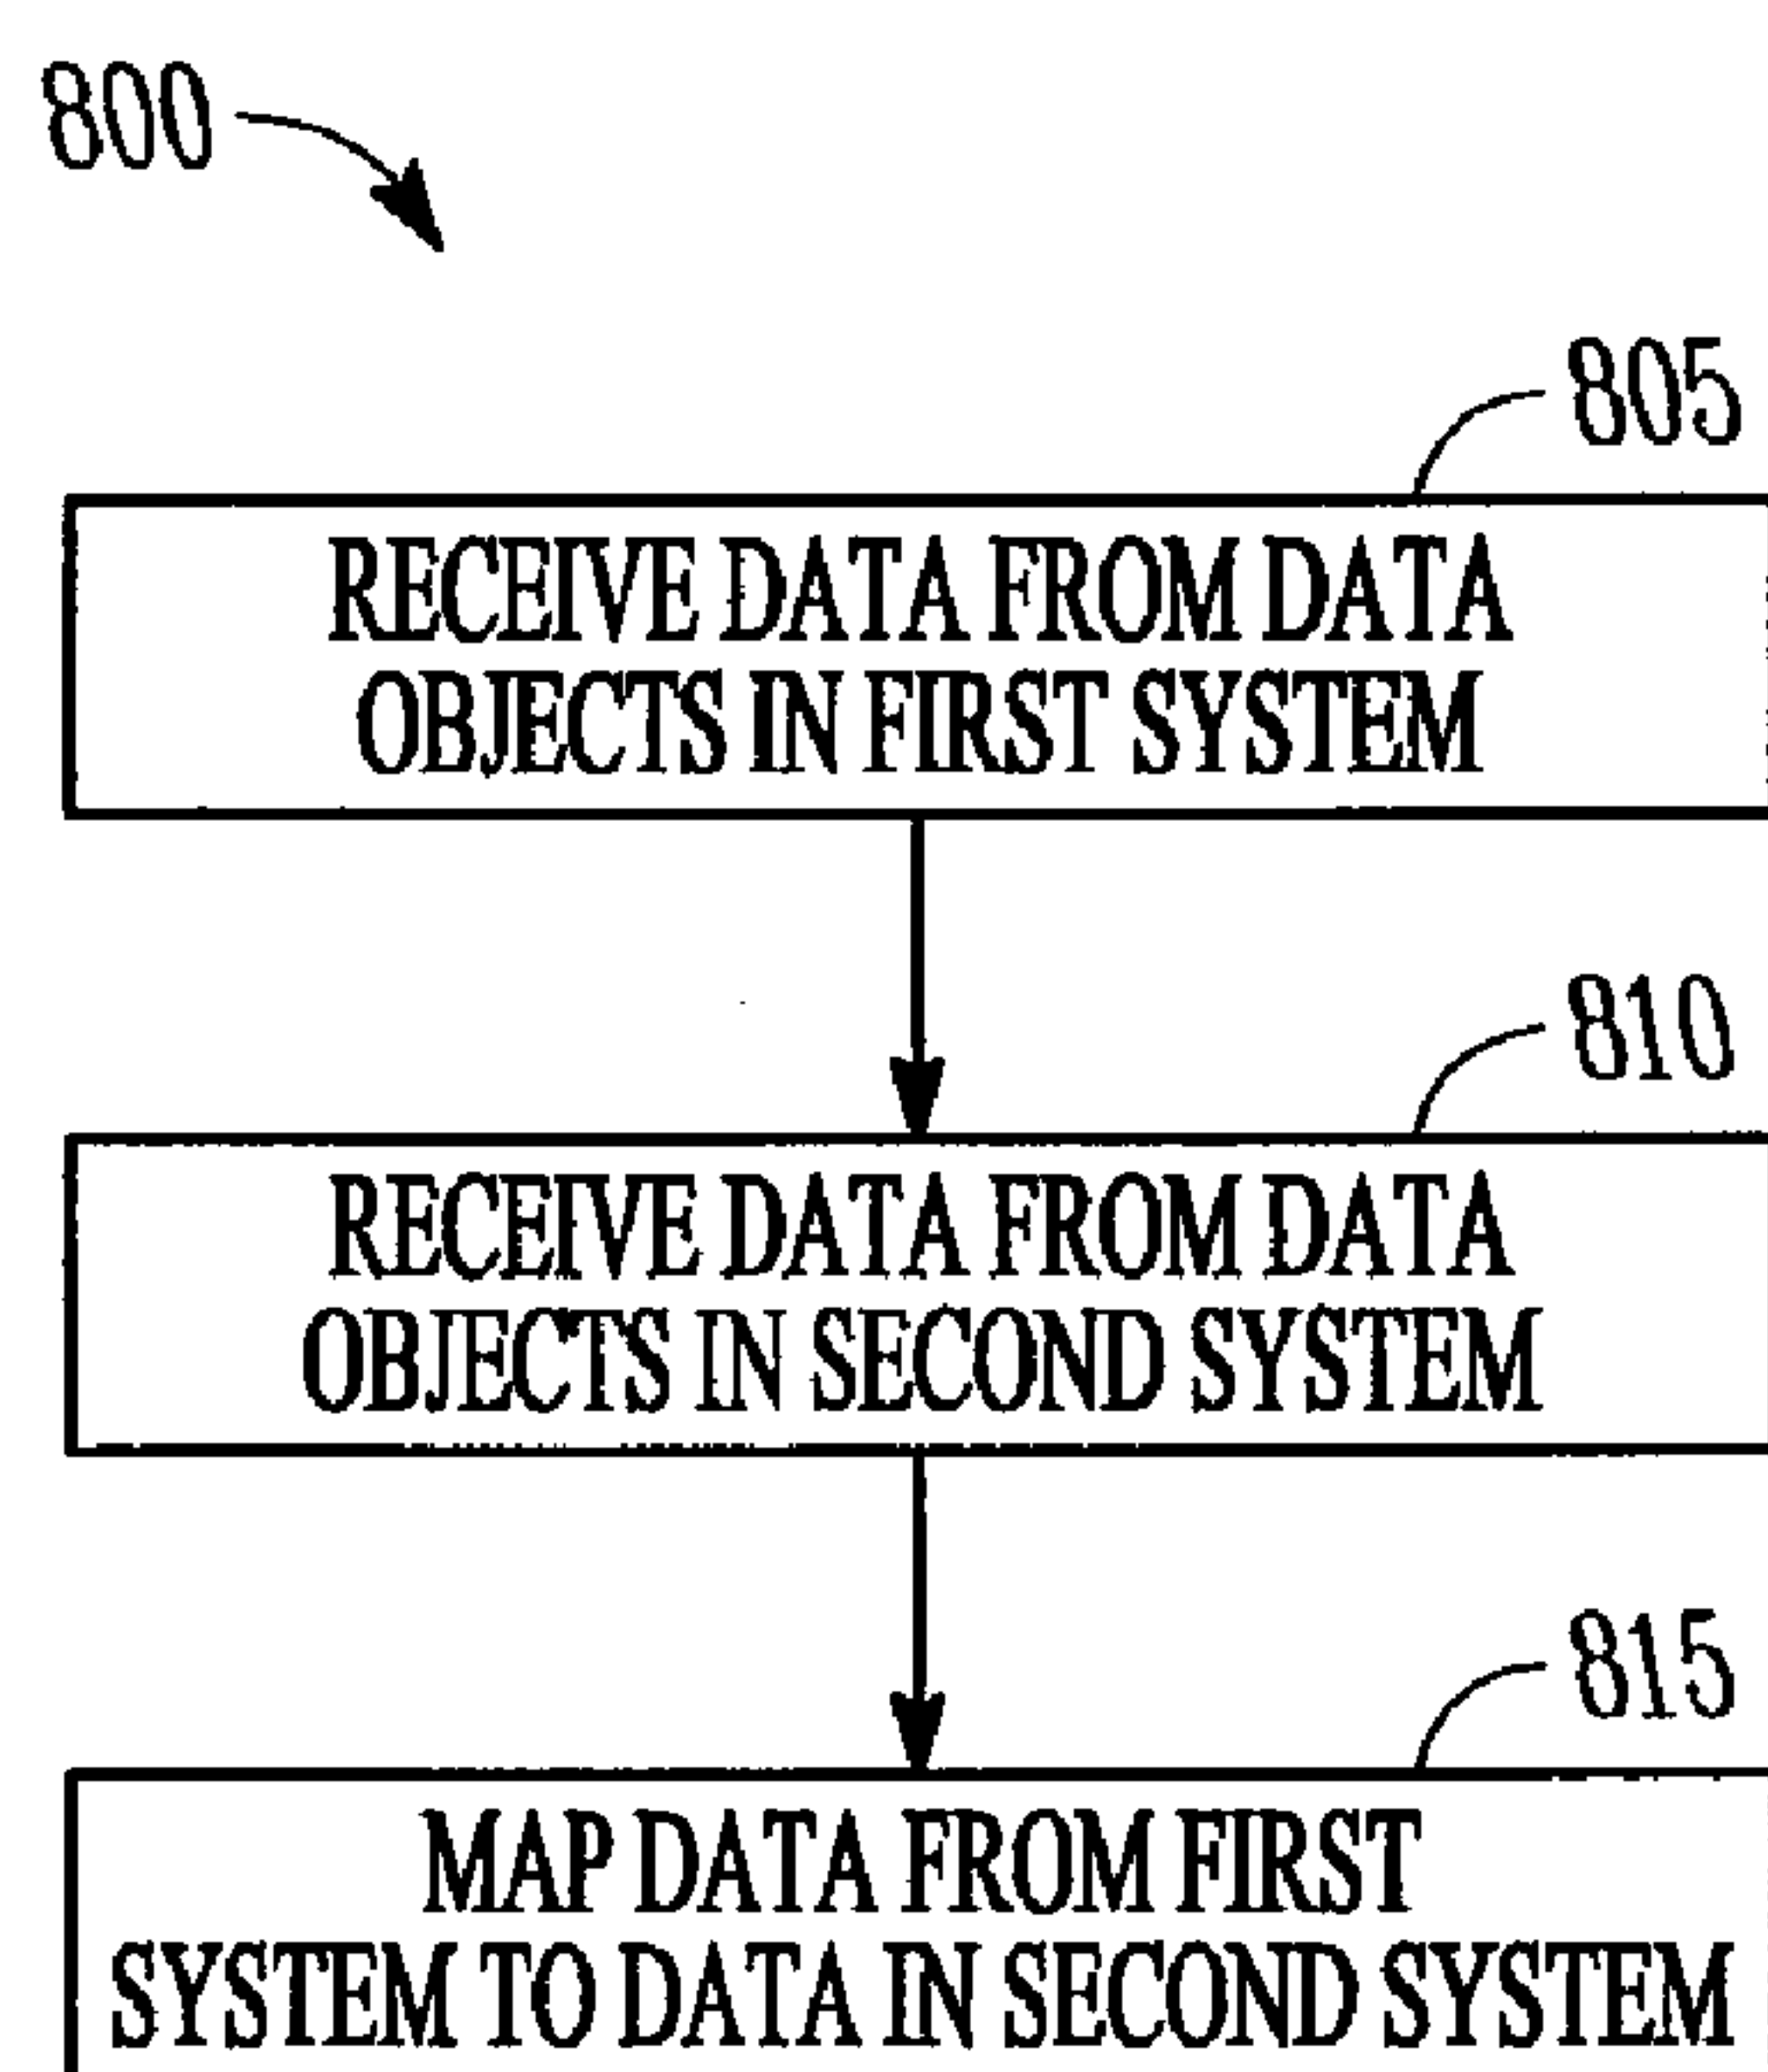 800
805
RECEIVE DATA FROM DATA
OBJECTS IN FIRST SYSTEM
810
RECEIVE DATA FROM DATA
OBJECTS IN SECOND SYSTEM
815
MAP DATA FROM FIRST
SYSTEM TO DATA IN SECOND SYSTEM